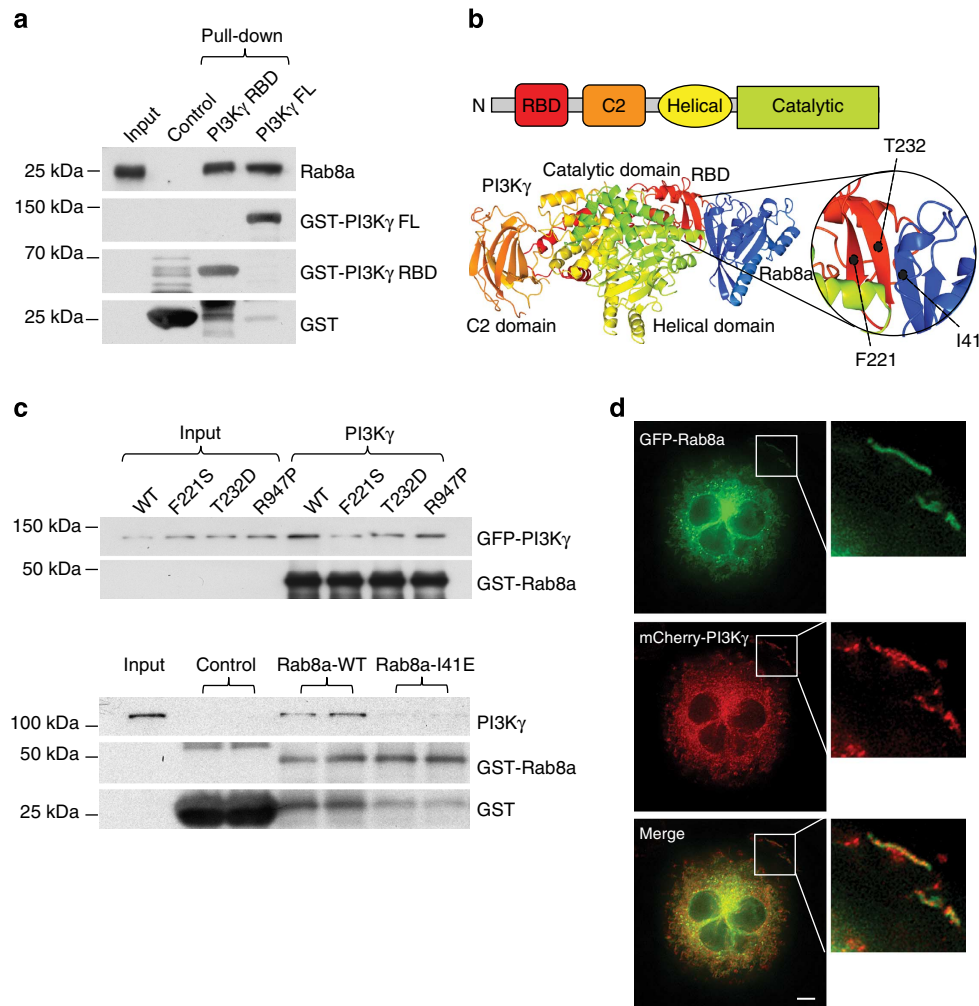 a
Pull-down
Input
Control
PI3Kγ RBD
PI3Kγ FL
25 kDa
Rab8a
150 kDa
GST-PI3Kγ FL
70 kDa
GST-PI3Kγ RBD
25 kDa
GST
b
N
RBD
C2
Helical
Catalytic
T232
Catalytic domain
RBD
PI3Kγ
Rab8a
C2 domain
Helical domain
I41
F221
c
Input
PI3Kγ
WT
F221S
T232D
R947P
WT
F221S
T232D
R947P
150 kDa
GFP-PI3Kγ
50 kDa
GST-Rab8a
Input
Control
Rab8a-WT
Rab8a-I41E
100 kDa
PI3Kγ
50 kDa
GST-Rab8a
25 kDa
GST
d
GFP-Rab8a
mCherry-PI3Kγ
Merge